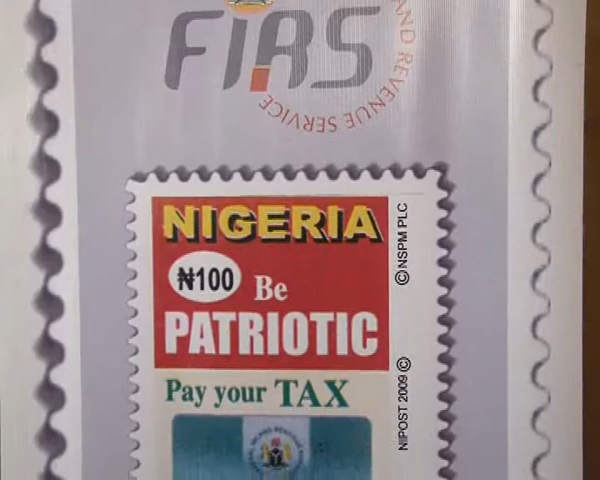 FIRS
AND REVENUE SERVICE
NIGERIA
₦100
Be
PATRIOTIC
Pay your TAX
© NSPM PLC
NIPOST 2009 ©